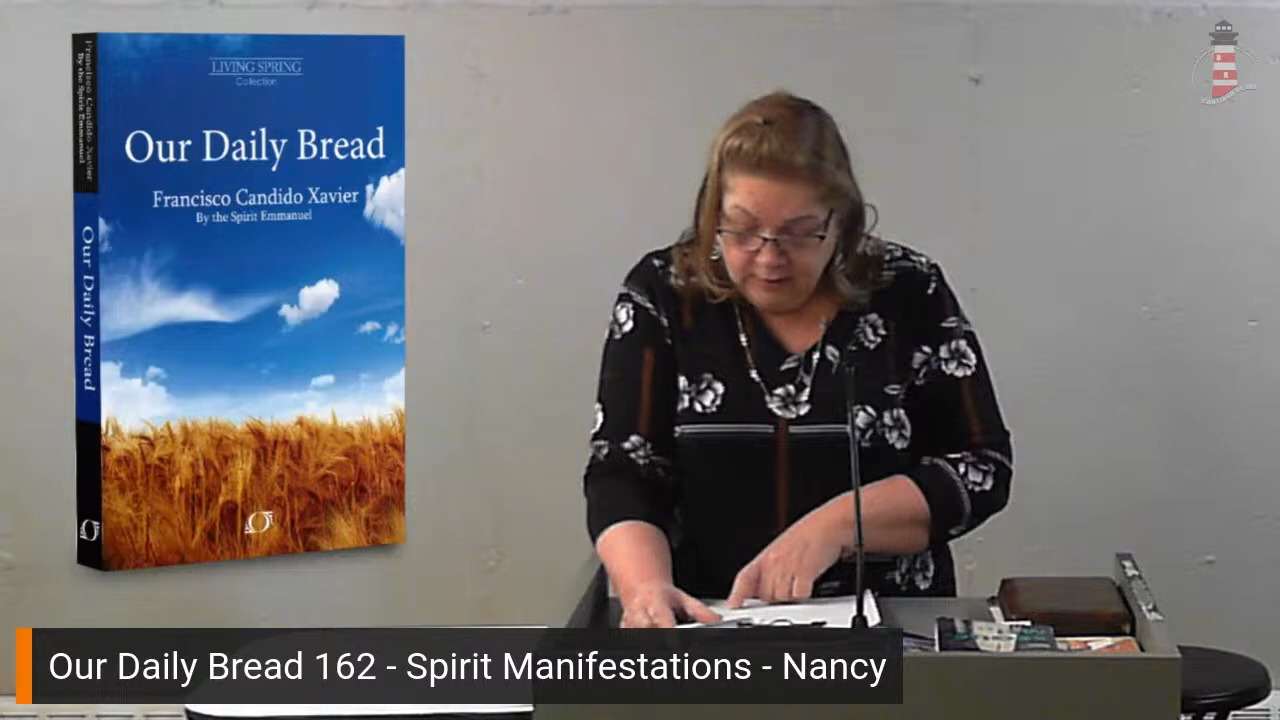 LIVING SPRING
Collection
Our Daily Bread
Francisco Candido Xavier
By the Spirit Emmanuel
Francisco Candido Xavier
By the Spirit Emmanuel
Our Daily Bread
Our Daily Bread 162 - Spirit Manifestations - Nancy